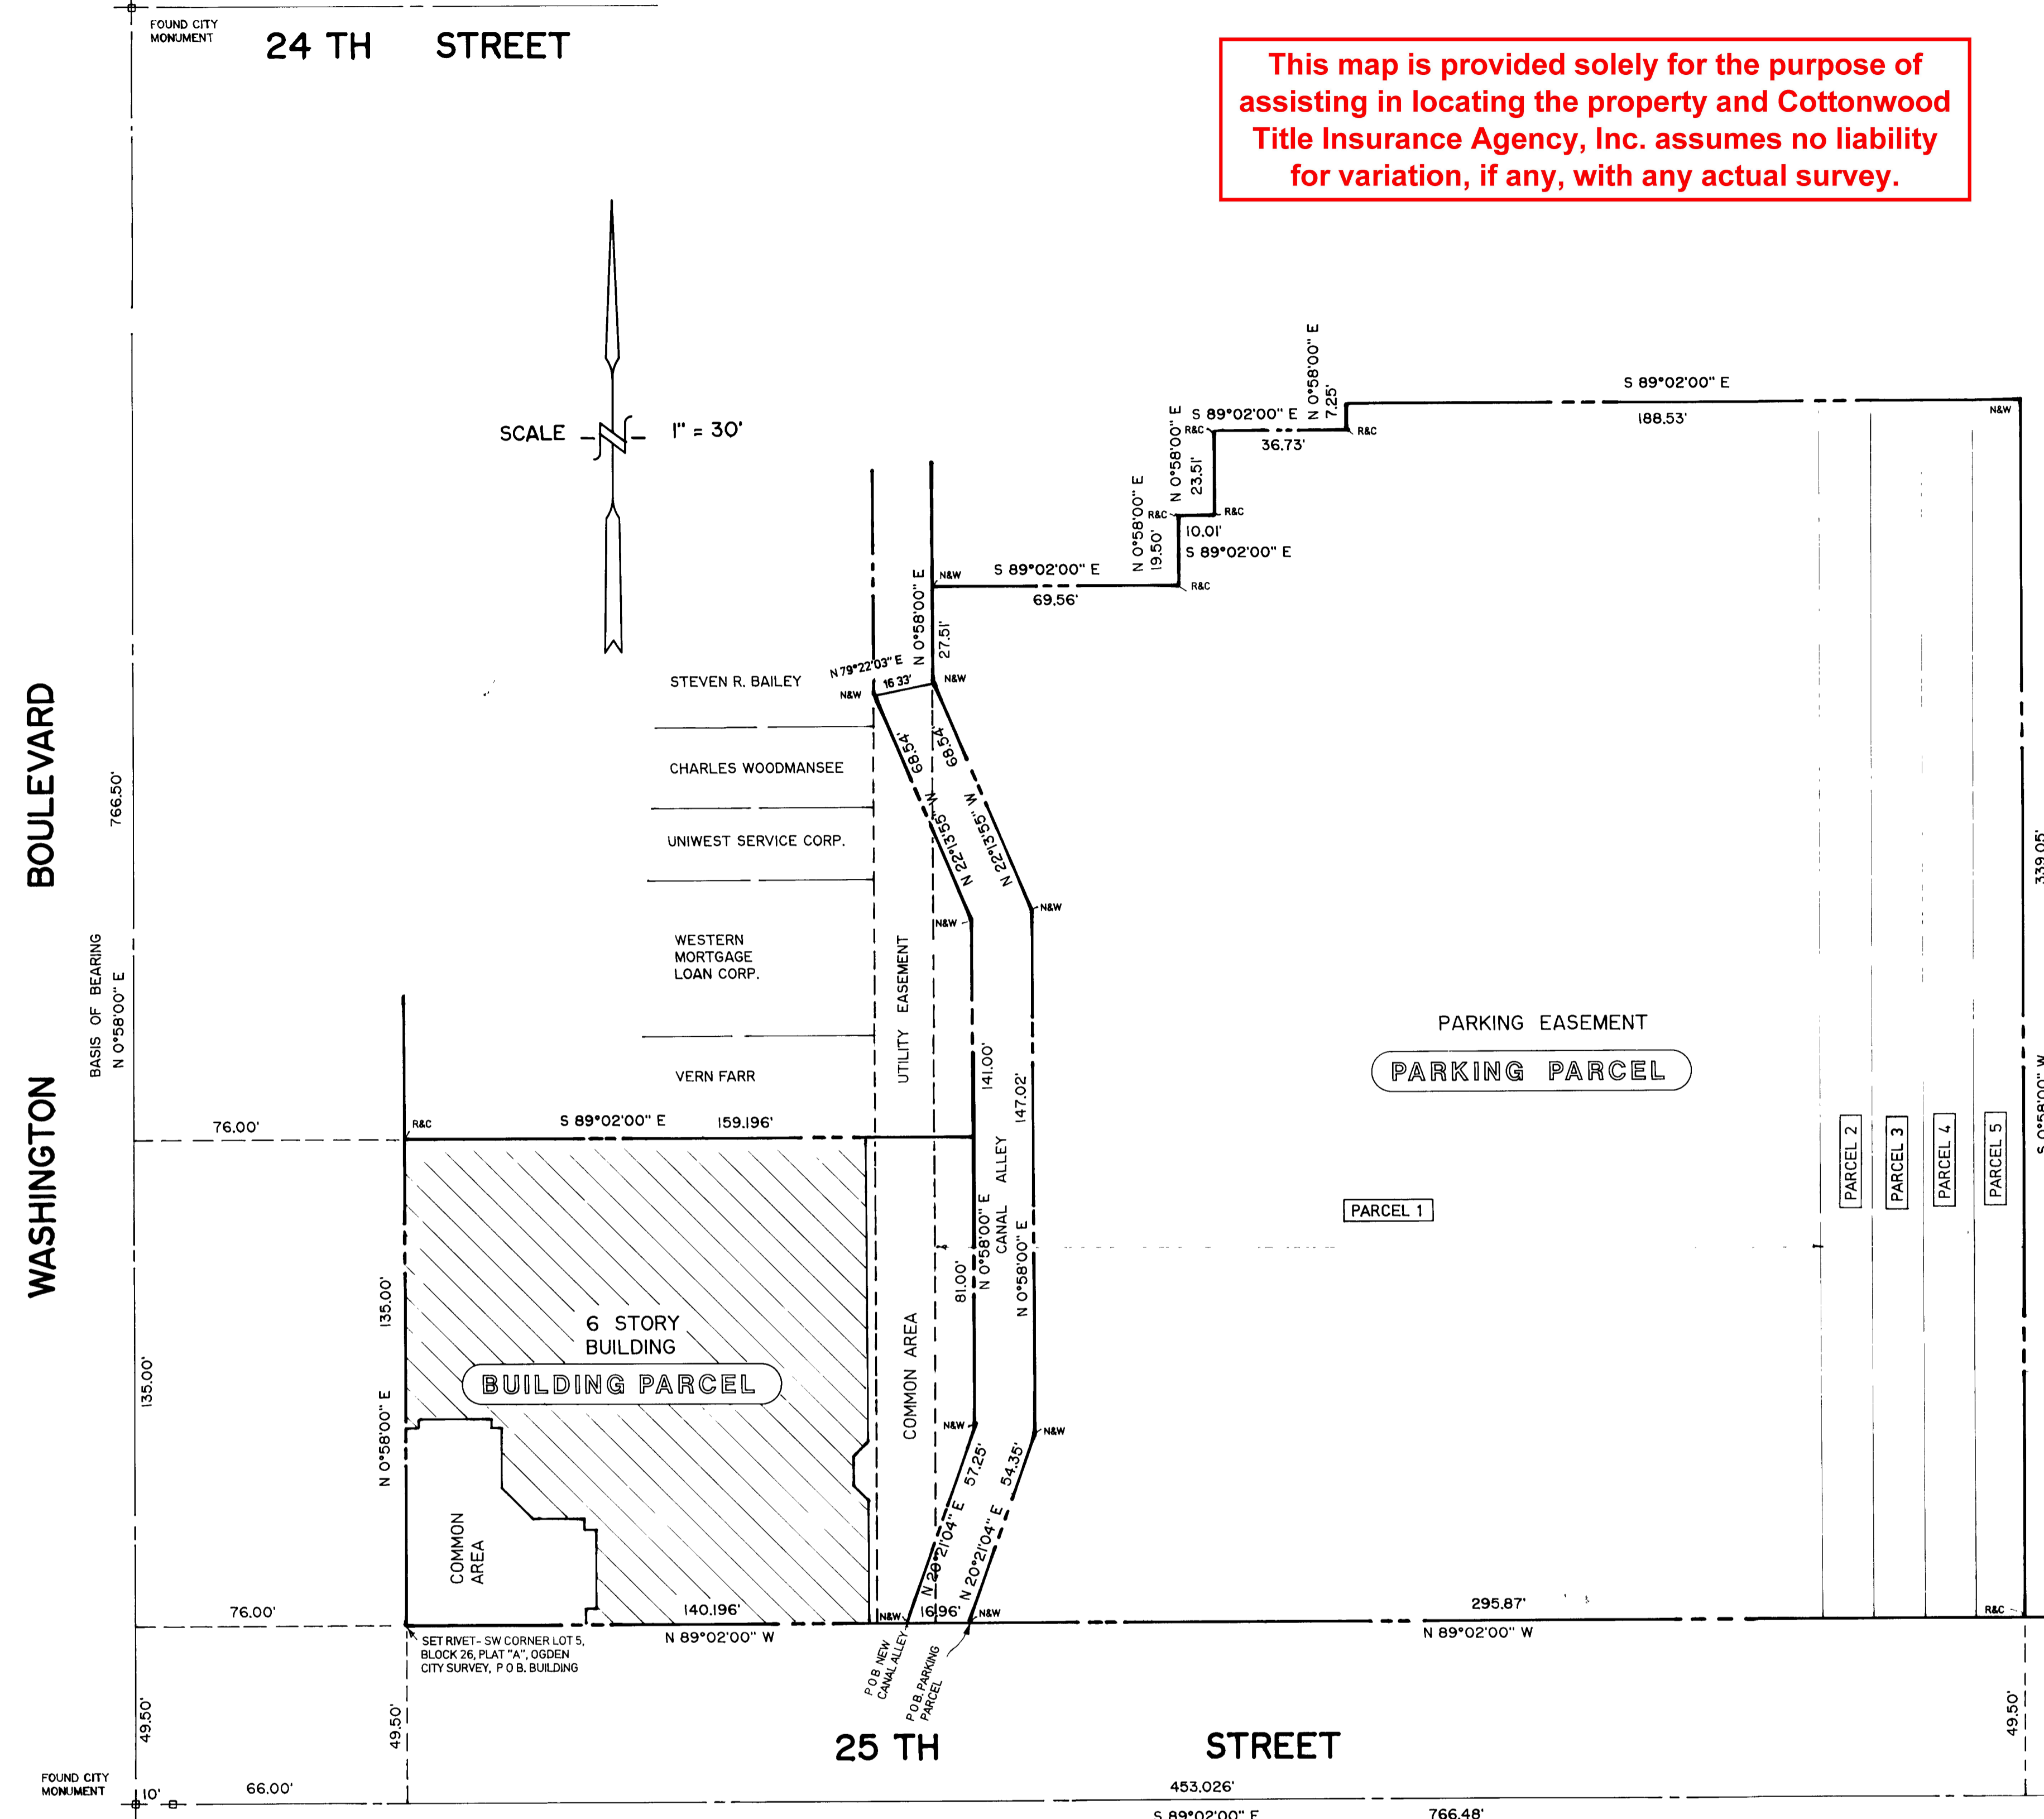 FOUND CITY
MONUMENT
24 TH STREET
This map is provided solely for the purpose of
assisting in locating the property and Cottonwood
Title Insurance Agency, Inc. assumes no liability
for variation, if any, with any actual survey.
SCALE 1" = 30'
N 0°58'00" E
7.25'
S 89°02'00" E
188.53'
N&W
S 89°02'00" E
36.73'
R&C
R&C
N 0°58'00" E
23.51'
R&C
R&C
10.01'
S 89°02'00" E
N 0°58'00" E
19.50'
R&C
N&W
S 89°02'00" E
69.56'
N 0°58'00" E
27.51'
N 79°22'03" E
16.33'
N&W
N&W
STEVEN R. BAILEY
CHARLES WOODMANSEE
UNIWEST SERVICE CORP.
WESTERN
MORTGAGE
LOAN CORP.
VERN FARR
68.54'
N 22°13'55" W
68.54'
N 22°13'55" W
N&W
N&W
UTILITY EASEMENT
141.00'
147.02'
CANAL ALLEY
N 0°58'00" E
N 0°58'00" E
81.00'
WASHINGTON BOULEVARD
766.50'
BASIS OF BEARING
N 0°58'00" E
PARKING EASEMENT
PARKING PARCEL
PARCEL 1
PARCEL 2
PARCEL 3
PARCEL 4
PARCEL 5
339.05'
S 0°58'00" W
76.00'
R&C
S 89°02'00" E
159.196'
135.00'
135.00'
N 0°58'00" E
6 STORY
BUILDING
BUILDING PARCEL
COMMON AREA
COMMON
AREA
N&W
N&W
57.25'
N 20°21'04" E
54.35'
N 20°21'04" E
76.00'
140.196'
N 89°02'00" W
N&W
16.96'
N&W
295.87'
N 89°02'00" W
R&C
SET RIVET- SW CORNER LOT 5,
BLOCK 26, PLAT "A", OGDEN
CITY SURVEY, P O B. BUILDING
P O B NEW
CANAL ALLEY
P O B. PARKING
PARCEL
49.50'
49.50'
49.50'
25 TH STREET
FOUND CITY
MONUMENT
10'
66.00'
453.026'
S 89°02'00" E
766.48'